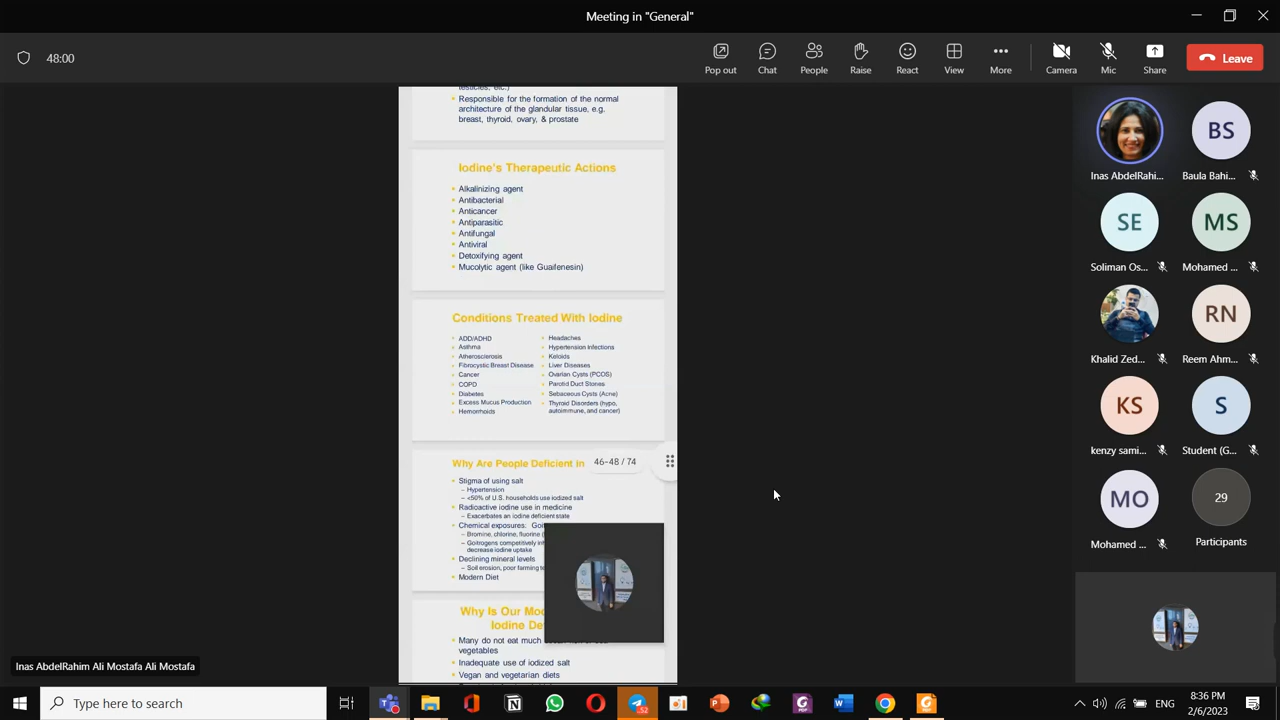 Meeting in "General"
48:00
Pop out
Chat
People
Raise
React
View
More
Camera
Mic
Share
Leave
Responsible for the formation of the normal
architecture of the glandular tissue, e.g.
breast, thyroid, ovary, & prostate
Iodine's Therapeutic Actions
Alkalinizing agent
Antibacterial
Anticancer
Antiparasitic
Antifungal
Antiviral
Detoxifying agent
Mucolytic agent (like Guaifenesin)
Conditions Treated With Iodine
ADD/ADHD
Asthma
Atherosclerosis
Fibrocystic Breast Disease
Cancer
COPD
Diabetes
Excess Mucus Production
Hemorrhoids
Headaches
Hypertension Infections
Keloids
Liver Diseases
Ovarian Cysts (PCOS)
Parotid Duct Stones
Sebaceous Cysts (Acne)
Thyroid Disorders (hypo,
autoimmune, and cancer)
Why Are People Deficient in
46-48 / 74
Stigma of using salt
– Hypertension
– <50% of U.S. households use iodized salt
Radioactive iodine use in medicine
– Exacerbates an iodine deficient state
Chemical exposures:
– Bromine, chlorine, fluorine
– Goitrogens competitively
decrease iodine uptake
Declining mineral levels
– Soil erosion, poor farming
Modern Diet
Why Is Our
Iodine
Many do not eat much
vegetables
Inadequate use of iodized salt
Vegan and vegetarian diets
Inas AbdelRahim Ali Mostafa Ali Mostafa
Inas AbdelRahi...
BS
Baula Bahi...
SE
Soliman Os...
MS
Mohamed ...
Khalid Zed...
RN
m Ahm...
KS
kerry sami...
S
Student (G...
MO
Mohamed ...
29
Participants
Type here to search
52
ENG
8:36 PM
2/6/2023